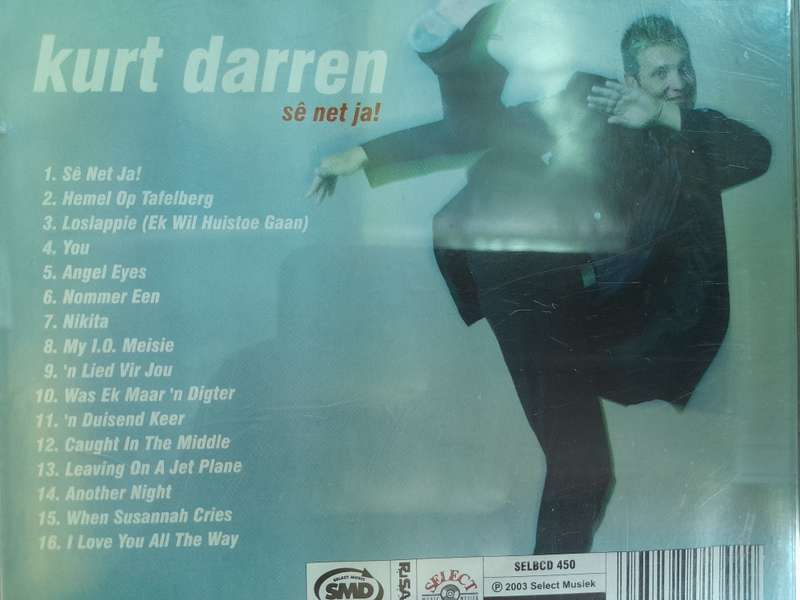 kurt darren
sê net ja!
1. Sê Net Ja!
2. Hemel Op Tafelberg
3. Loslappie (Ek Wil Huistoe Gaan)
4. You
5. Angel Eyes
6. Nommer Een
7. Nikita
8. My I.O. Meisie
9. 'n Lied Vir Jou
10. Was Ek Maar 'n Digter
11. 'n Duisend Keer
12. Caught In The Middle
13. Leaving On A Jet Plane
14. Another Night
15. When Susannah Cries
16. I Love You All The Way
SELECT MUSIC
SMD
RISA
SELECT
SELBCD 450
℗ 2003 Select Musiek